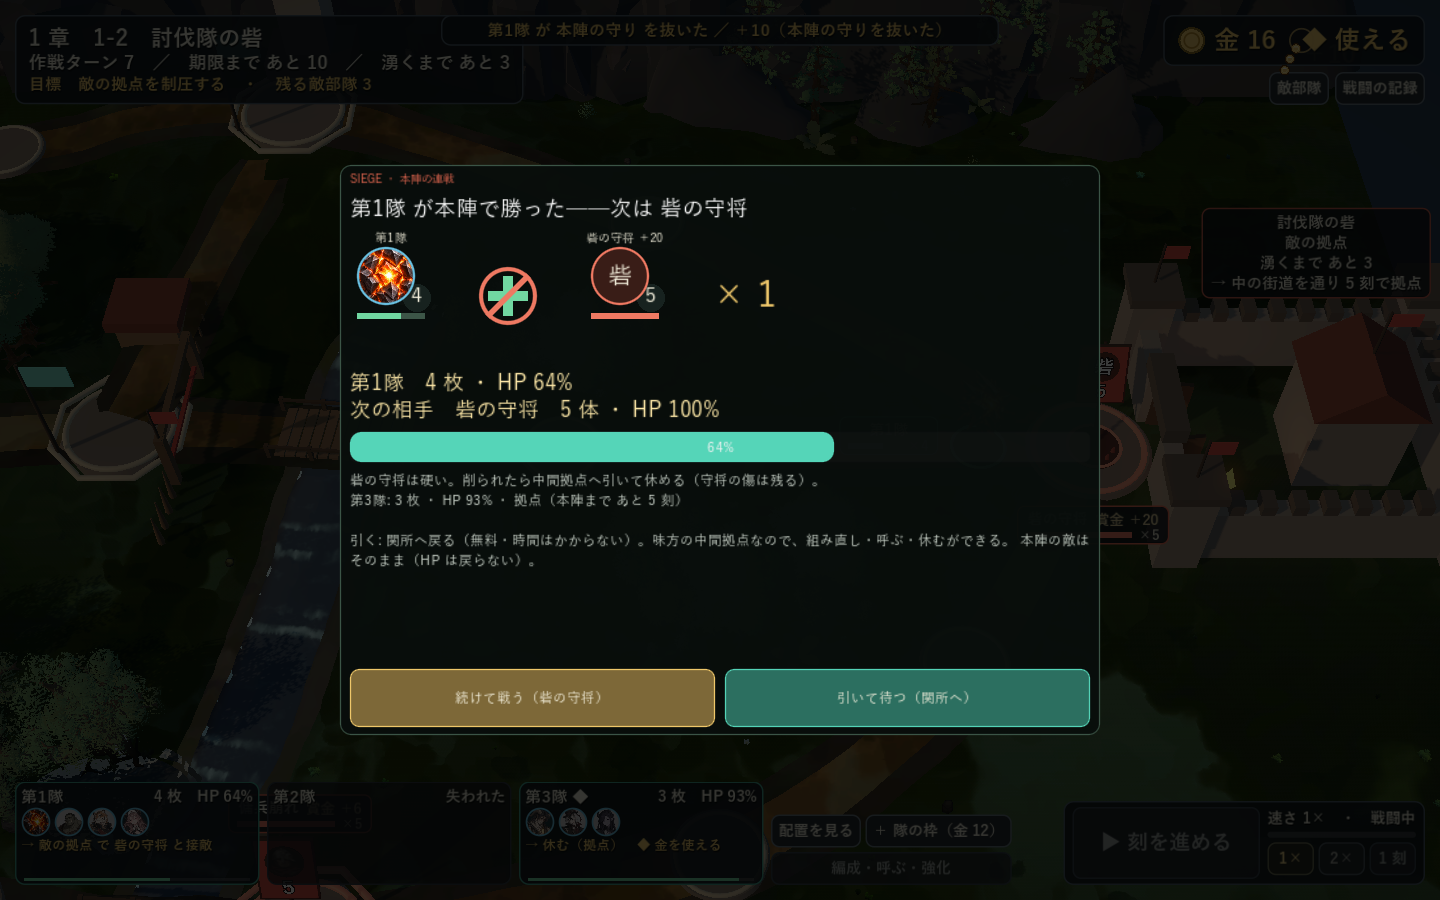 1 章　1-2　討伐隊の砦
作戦ターン 7　／　期限まで あと 10　／　湧くまで あと 3
目標　敵の拠点を制圧する　・　残る敵部隊 3
第1隊 が 本陣の守り を抜いた ／ +10（本陣の守りを抜いた）
金 16　◆ 使える
敵部隊
戦闘の記録
討伐隊の砦
敵の拠点
湧くまで あと 3
→ 中の街道を通り 5 刻で拠点
SIEGE ・ 本陣の連戦
第1隊 が本陣で勝った――次は 砦の守将
第1隊
4
砦の守将 +20
砦
5
× 1
第1隊　4 枚 ・ HP 64%
次の相手　砦の守将　5 体 ・ HP 100%
64%
砦の守将は硬い。削られたら中間拠点へ引いて休める（守将の傷は残る）。
第3隊: 3 枚 ・ HP 93% ・ 拠点（本陣まで あと 5 刻）
引く: 関所へ戻る（無料・時間はかからない）。味方の中間拠点なので、組み直し・呼ぶ・休むができる。 本陣の敵は
そのまま（HP は戻らない）。
続けて戦う（砦の守将）
引いて待つ（関所へ）
砦
賞金 +20
×5
第1隊　4 枚　HP 64%
→ 敵の拠点 で 砦の守将 と接敵
第2隊　失われた
5
第3隊 ◆　3 枚　HP 93%
→ 休む（拠点）　◆ 金を使える
配置を見る
+ 隊の枠（金 12）
編成・呼ぶ・強化
▶ 刻を進める
速さ 1×　・　戦闘中
1×
2×
1 刻